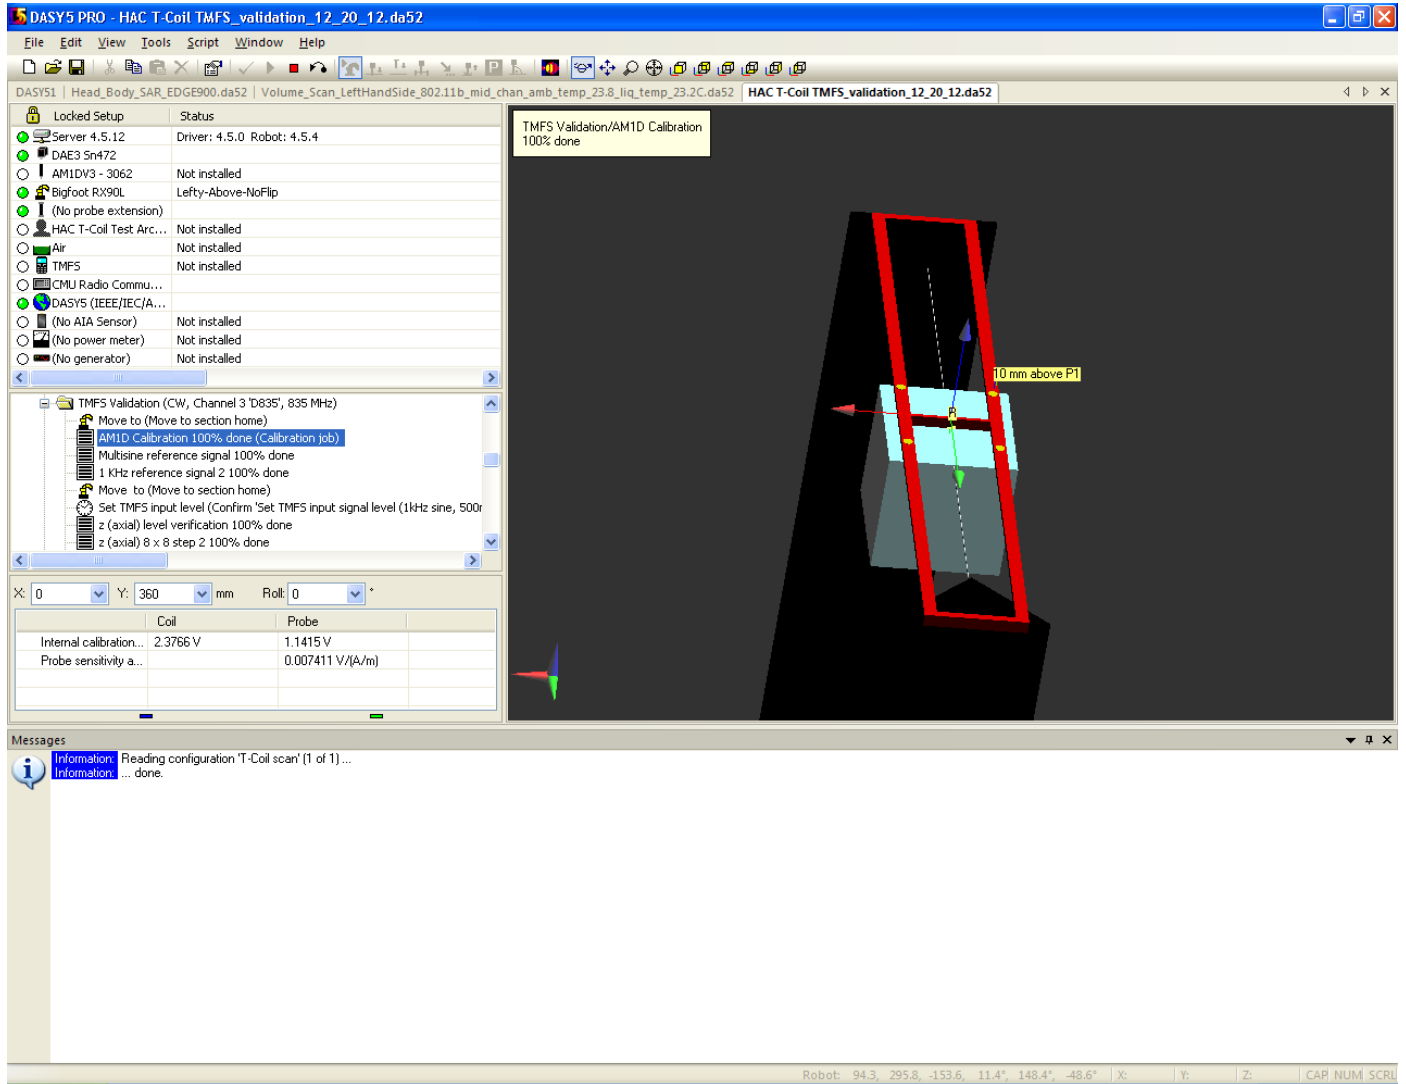 DASY5 PRO - HAC T-Coil TMFS_validation_12_20_12.da52
File Edit View Tools Script Window Help
DASY51 | Head_Body_SAR_EDGE900.da52 | Volume_Scan_LeftHandSide_802.11b_mid_chan_amb_temp_23.8_liq_temp_23.2C.da52 | HAC T-Coil TMFS_validation_12_20_12.da52
Locked Setup Status
Server 4.5.12 Driver: 4.5.0 Robot: 4.5.4
DAE3 Sn472
AM1DV3 - 3062 Not installed
Bigfoot RX90L Lefty-Above-NoFlip
(No probe extension)
HAC T-Coil Test Arc... Not installed
Air Not installed
TMFS Not installed
CMU Radio Commu...
DASY5 (IEEE/IEC/A...
(No AIA Sensor) Not installed
(No power meter) Not installed
(No generator) Not installed
TMFS Validation (CW, Channel 3 'D835', 835 MHz)
Move to (Move to section home)
AM1D Calibration 100% done (Calibration job)
Multisine reference signal 100% done
1 KHz reference signal 2 100% done
Move to (Move to section home)
Set TMFS input level (Confirm 'Set TMFS input signal level (1kHz sine, 500r
z (axial) level verification 100% done
z (axial) 8 x 8 step 2 100% done
X: 0 Y: 360 mm Roll: 0 °
Coil Probe
Internal calibration... 2.3766 V 1.1415 V
Probe sensitivity a... 0.007411 V/(A/m)
TMFS Validation/AM1D Calibration
100% done
10 mm above P1
R
Messages
Information: Reading configuration 'T-Coil scan' (1 of 1) ...
Information: ... done.
Robot: 94.3, 295.8, -153.6, 11.4°, 148.4°, -48.6° X: Y: Z: CAP NUM SCRL